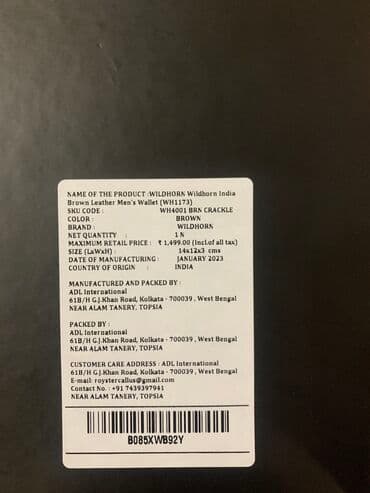 NAME OF THE PRODUCT :WILDHORN Wildhorn India
Brown Leather Men's Wallet (WH1173)
SKU CODE : WH4001 BRN CRACKLE
COLOR : BROWN
BRAND : WILDHORN
NET QUANTITY : 1 N
MAXIMUM RETAIL PRICE : ₹ 1,499.00 (Incl.of all tax)
SIZE (LxWxH) : 14x12x3 cms
DATE OF MANUFACTURING : JANUARY 2023
COUNTRY OF ORIGIN : INDIA
MANUFACTURED AND PACKED BY :
ADL International
61B/H G.J.Khan Road, Kolkata - 700039 , West Bengal
NEAR ALAM TANERY, TOPSIA
PACKED BY :
ADL International
61B/H G.J.Khan Road, Kolkata - 700039 , West Bengal
NEAR ALAM TANERY, TOPSIA
CUSTOMER CARE ADDRESS : ADL International
61B/H G.J.Khan Road, Kolkata - 700039 , West Bengal
E-mail: roystercallus@gmail.com
Contact No. : +91 7439397941
NEAR ALAM TANERY, TOPSIA
B085XWB92Y